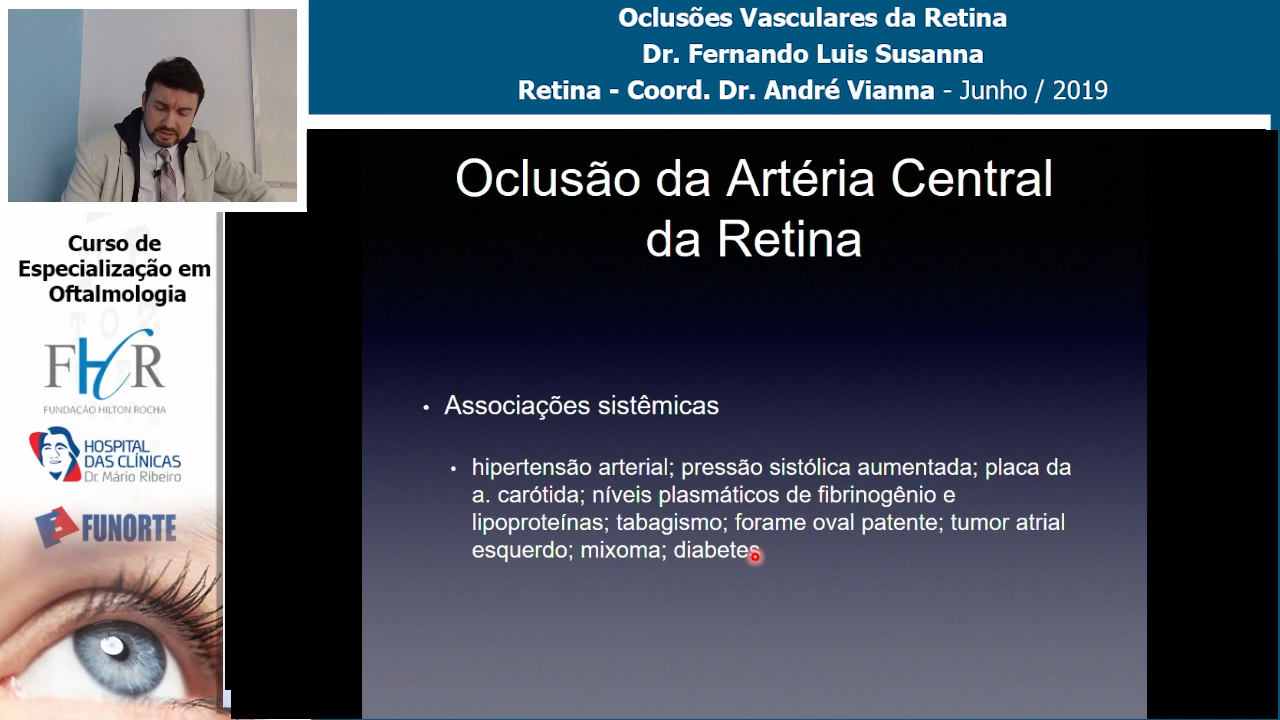 Oclusões Vasculares da Retina
Dr. Fernando Luis Susanna
Retina - Coord. Dr. André Vianna - Junho / 2019
Curso de
Especialização em
Oftalmologia
FHR
FUNDAÇÃO HILTON ROCHA
HOSPITAL
DAS CLÍNICAS
Dr. Mário Ribeiro
FUNORTE
Oclusão da Artéria Central
da Retina
• Associações sistêmicas
• hipertensão arterial; pressão sistólica aumentada; placa da
a. carótida; níveis plasmáticos de fibrinogênio e
lipoproteínas; tabagismo; forame oval patente; tumor atrial
esquerdo; mixoma; diabetes